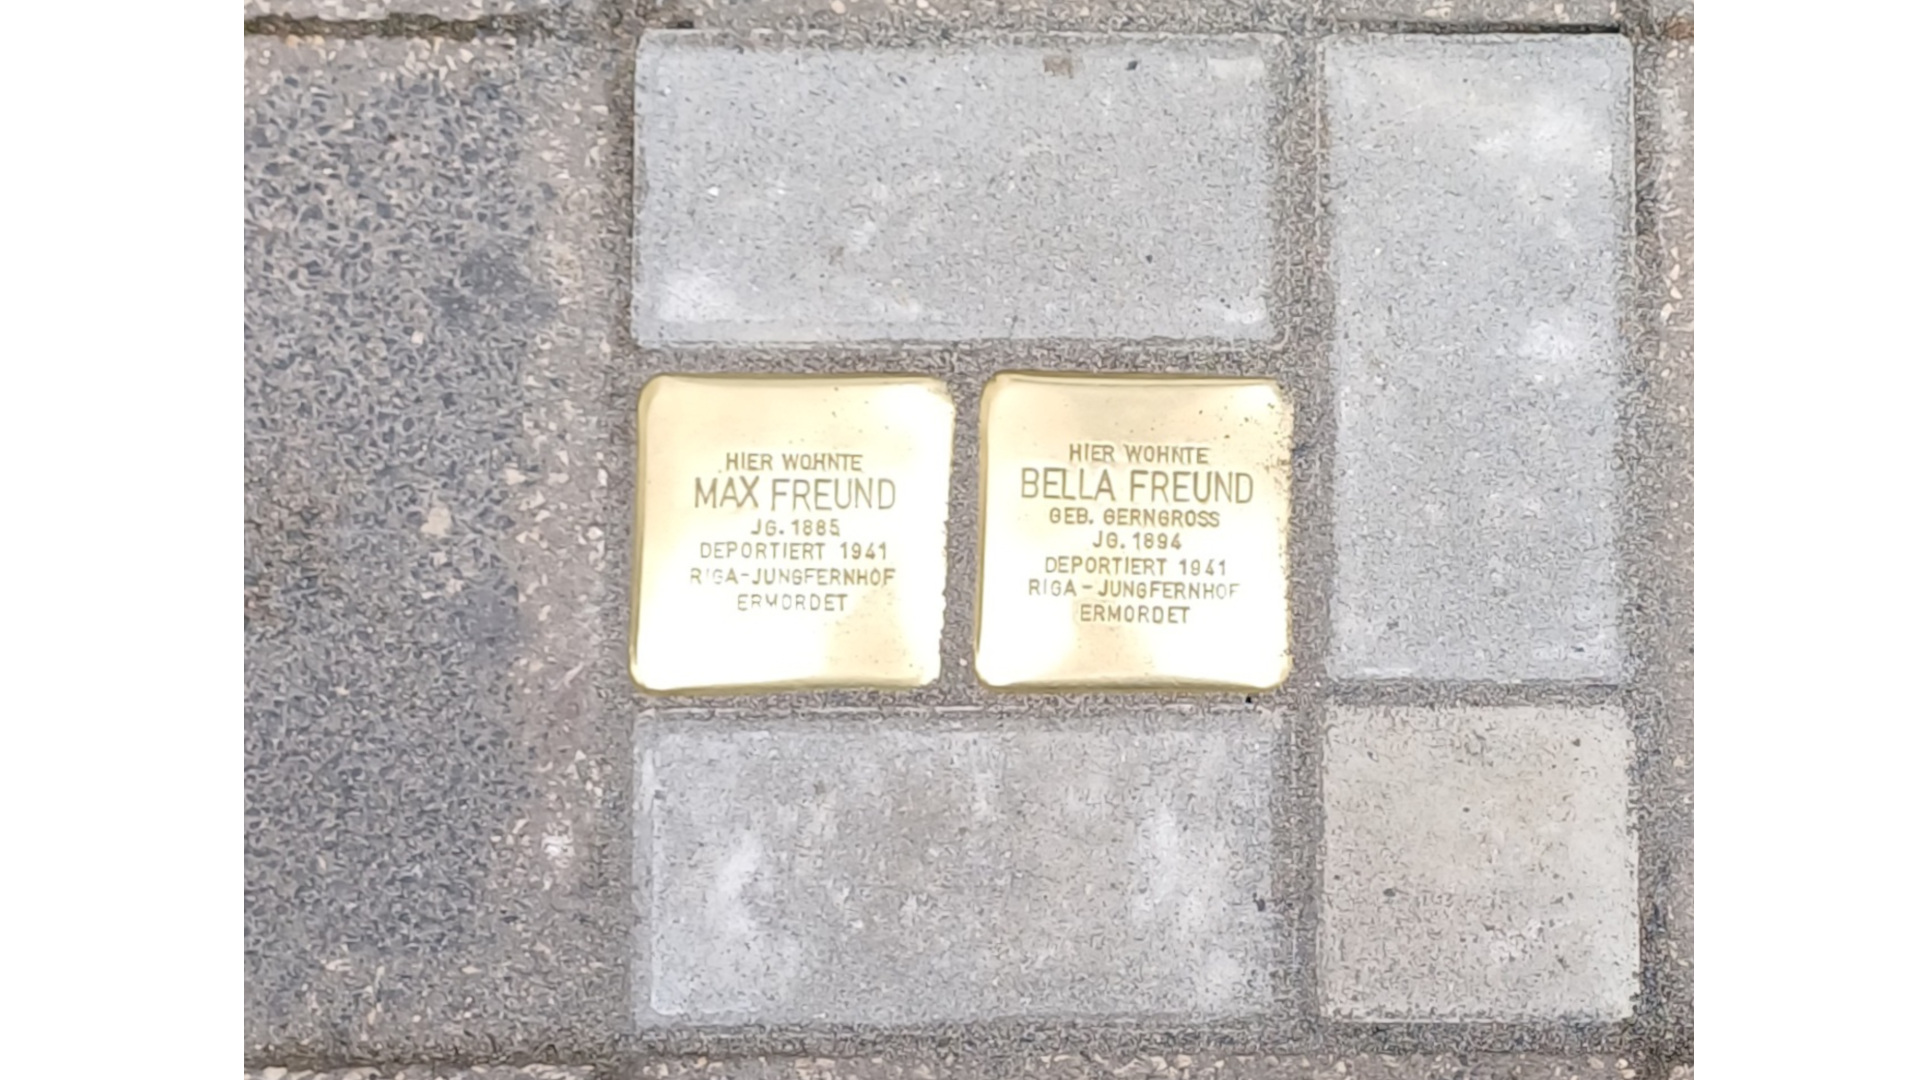 HIER WOHNTE
MAX FREUND
JG. 1885
DEPORTIERT 1941
RIGA-JUNGFERNHOF
ERMORDET
HIER WOHNTE
BELLA FREUND
GEB. GERNGROSS
JG. 1894
DEPORTIERT 1941
RIGA-JUNGFERNHOF
ERMORDET